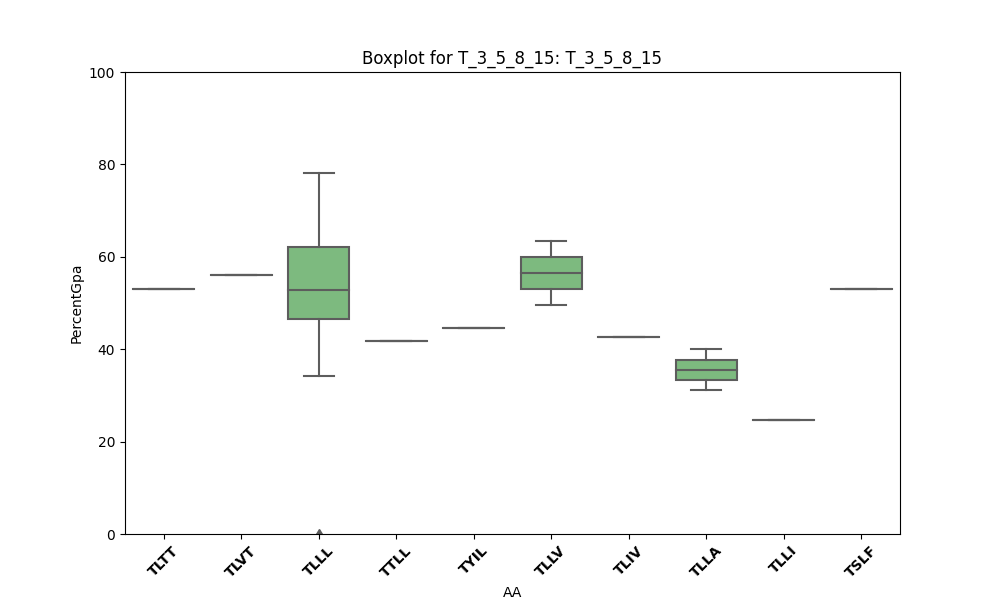 Boxplot for T_3_5_8_15: T_3_5_8_15
100
80
60
40
20
0
PercentGpa
TLTT
TLVT
TLLL
TTLL
TYIL
TLLV
TLIV
TLLA
TLLI
TSLF
AA